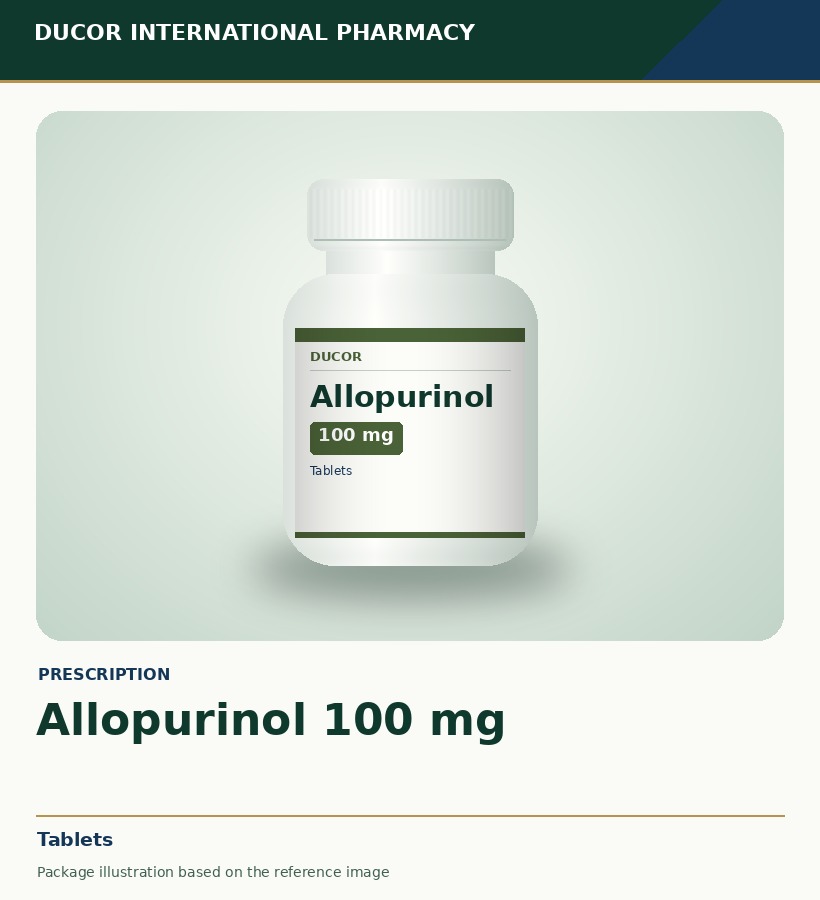 DUCOR INTERNATIONAL PHARMACY
DUCOR
Allopurinol
100 mg
Tablets
PRESCRIPTION
Allopurinol 100 mg
Tablets
Package illustration based on the reference image